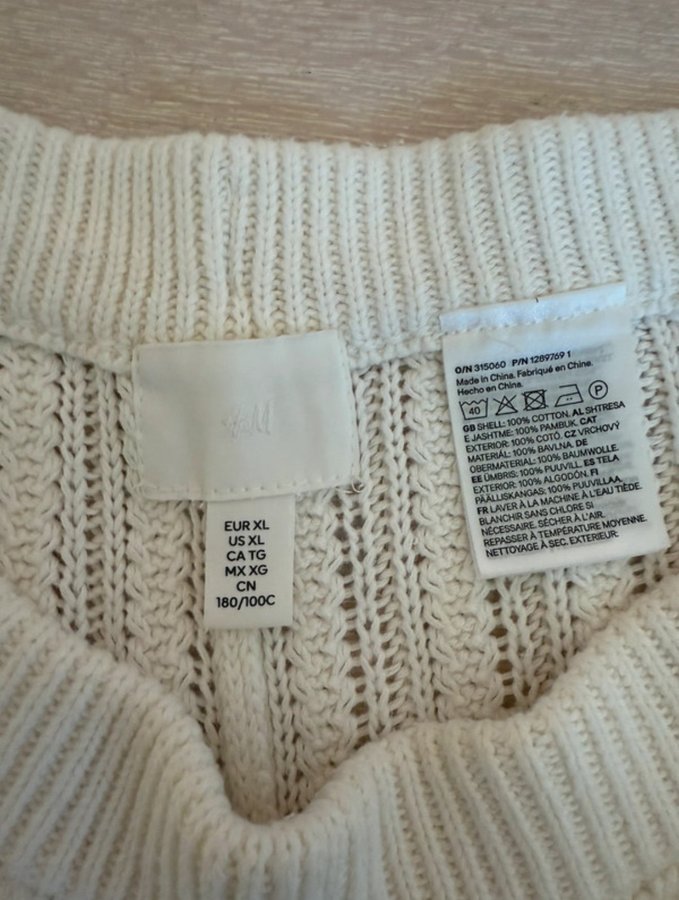 H&M
EUR XL
US XL
CA TG
MX XG
CN
180/100C
O/N 315060 P/N 1289769 1
Made in China. Fabriqué en Chine.
Hecho en China.
40
P
GB SHELL: 100% COTTON. AL SHTRESA
E JASHTME: 100% PAMBUK. CAT
EXTERIOR: 100% COTÓ. CZ VRCHOVÝ
MATERIÁL: 100% BAVLNA. DE
OBERMATERIAL: 100% BAUMWOLLE.
EE ÜMBRIS: 100% PUUVILL. ES TELA
EXTERIOR: 100% ALGODÓN. FI
PÄÄLLISKANGAS: 100% PUUVILLAA.
FR LAVER À LA MACHINE À L'EAU TIÈDE.
BLANCHIR SANS CHLORE SI
NÉCESSAIRE. SÉCHER À L'AIR.
REPASSER À TEMPÉRATURE MOYENNE.
NETTOYAGE À SEC. EXTERIEUR: